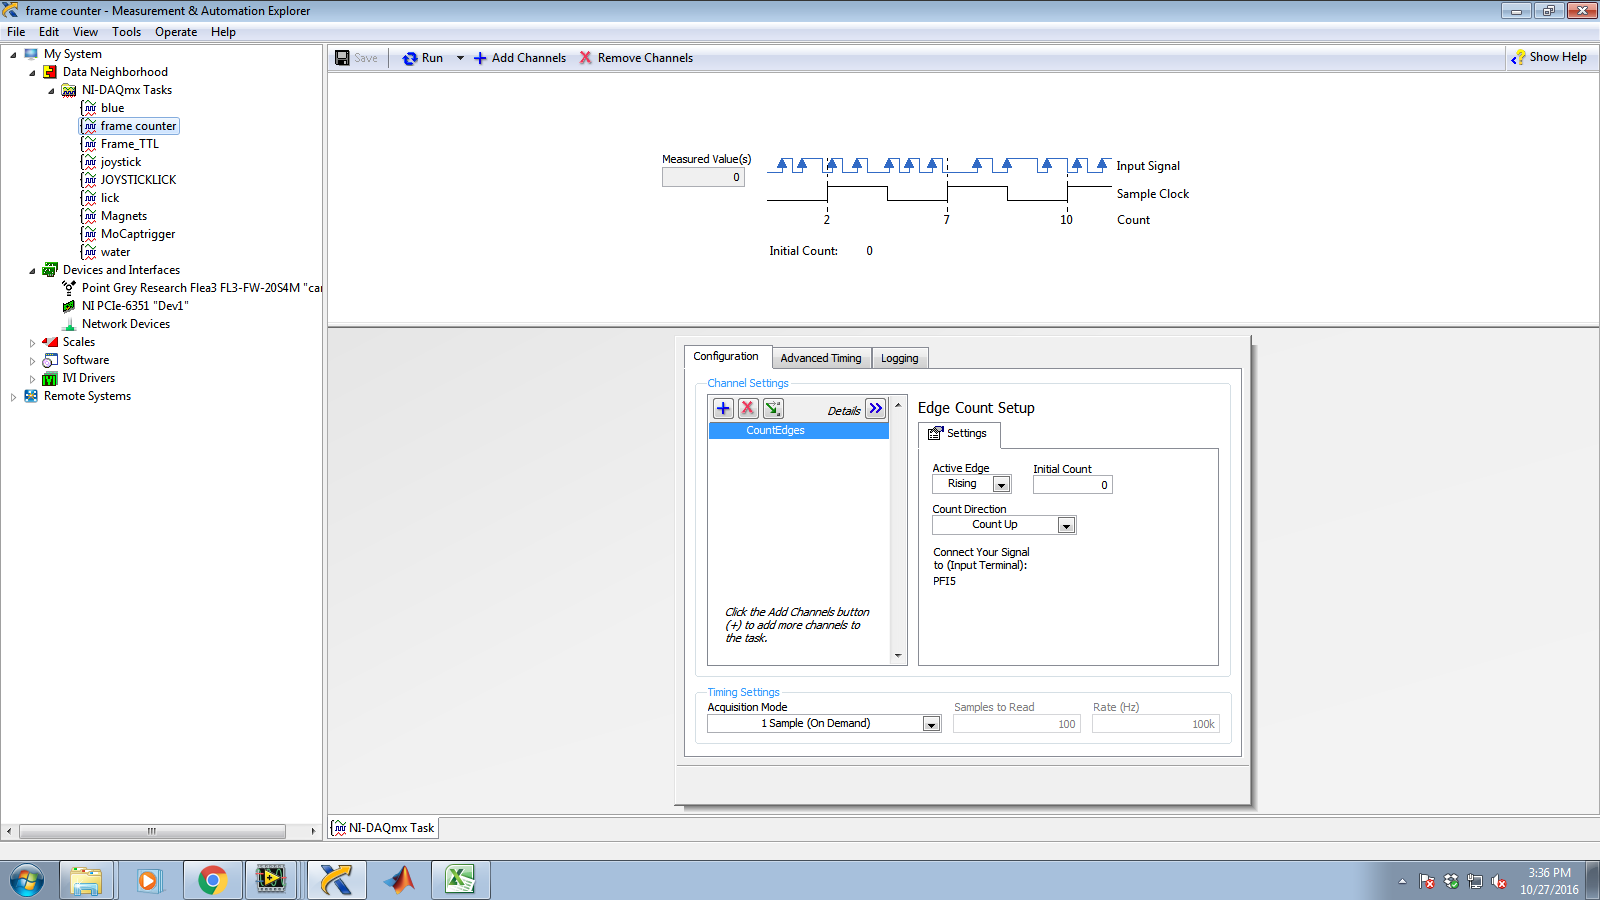 frame counter - Measurement & Automation Explorer
File Edit View Tools Operate Help
My System
Data Neighborhood
NI-DAQmx Tasks
blue
frame counter
Frame_TTL
joystick
JOYSTICKLICK
lick
Magnets
MoCaptrigger
water
Devices and Interfaces
Point Grey Research Flea3 FL3-FW-20S4M "car
NI PCIe-6351 "Dev1"
Network Devices
Scales
Software
IVI Drivers
Remote Systems
Save Run Add Channels Remove Channels Show Help
Measured Value(s)
0
Input Signal
Sample Clock
2 7 10 Count
Initial Count: 0
Configuration Advanced Timing Logging
Channel Settings
Details
CountEdges
Click the Add Channels button
(+) to add more channels to
the task.
Edge Count Setup
Settings
Active Edge Initial Count
Rising 0
Count Direction
Count Up
Connect Your Signal
to (Input Terminal):
PFI5
Timing Settings
Acquisition Mode Samples to Read Rate (Hz)
1 Sample (On Demand) 100 100k
NI-DAQmx Task
3:36 PM
10/27/2016